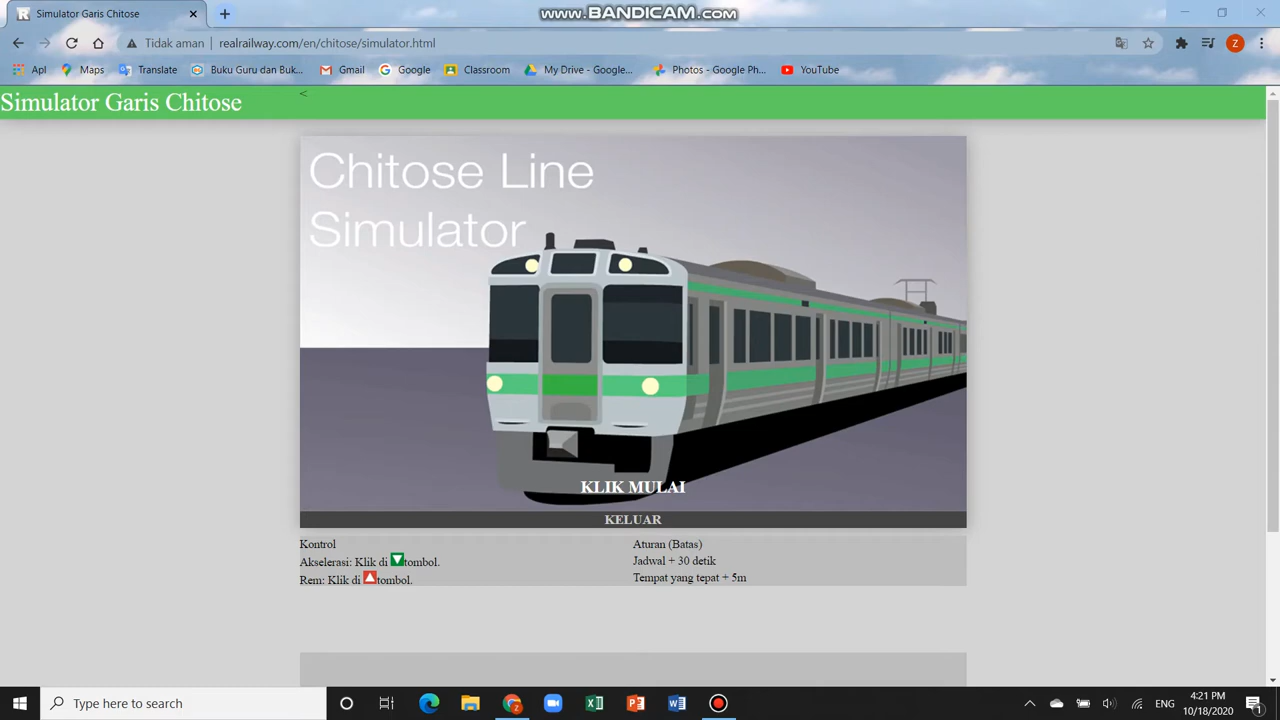 www.BANDICAM.com
Simulator Garis Chitose
Tidak aman realrailway.com/en/chitose/simulator.html
Z
Apl Maps Translate Buku Guru dan Buk... Gmail Google Classroom My Drive - Google... Photos - Google Ph... YouTube
Simulator Garis Chitose <
Chitose Line
Simulator
KLIK MULAI
KELUAR
Kontrol
Akselerasi: Klik di tombol.
Rem: Klik di tombol.
Aturan (Batas)
Jadwal + 30 detik
Tempat yang tepat + 5m
Type here to search
ENG
4:21 PM
10/18/2020
1